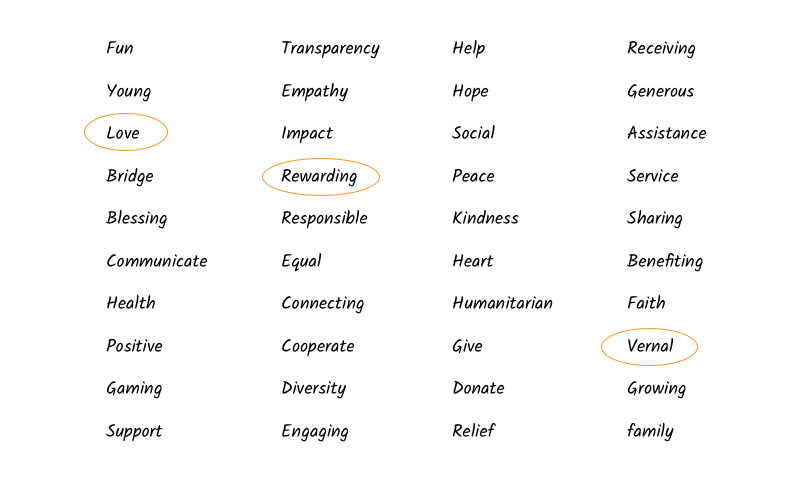 Fun Transparency Help Receiving
Young Empathy Hope Generous
Love Impact Social Assistance
Bridge Rewarding Peace Service
Blessing Responsible Kindness Sharing
Communicate Equal Heart Benefiting
Health Connecting Humanitarian Faith
Positive Cooperate Give Vernal
Gaming Diversity Donate Growing
Support Engaging Relief family